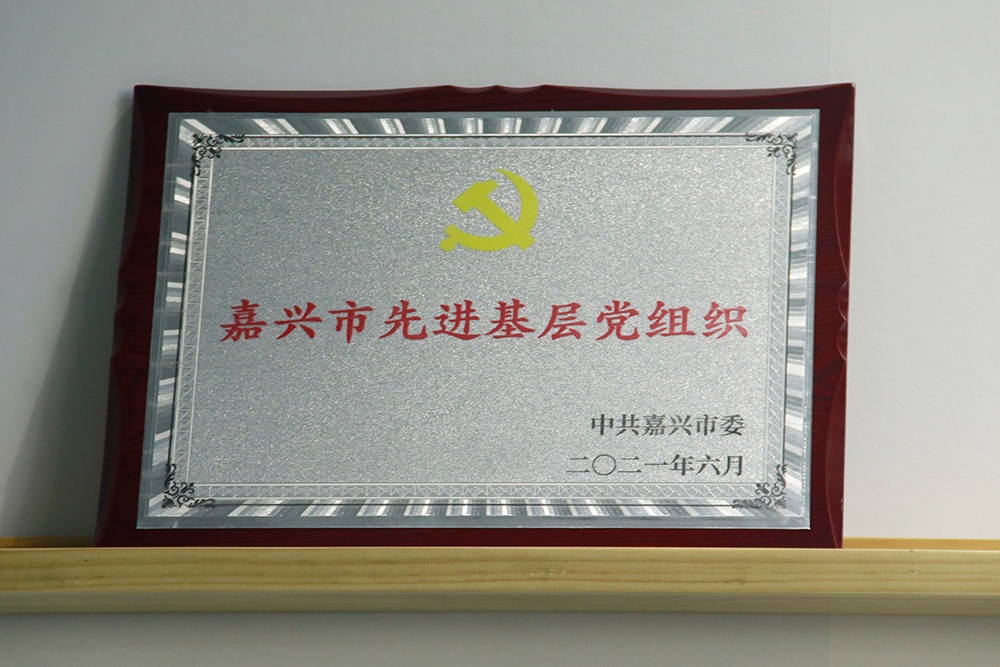 嘉兴市先进基层党组织
中共嘉兴市委
二〇二一年六月